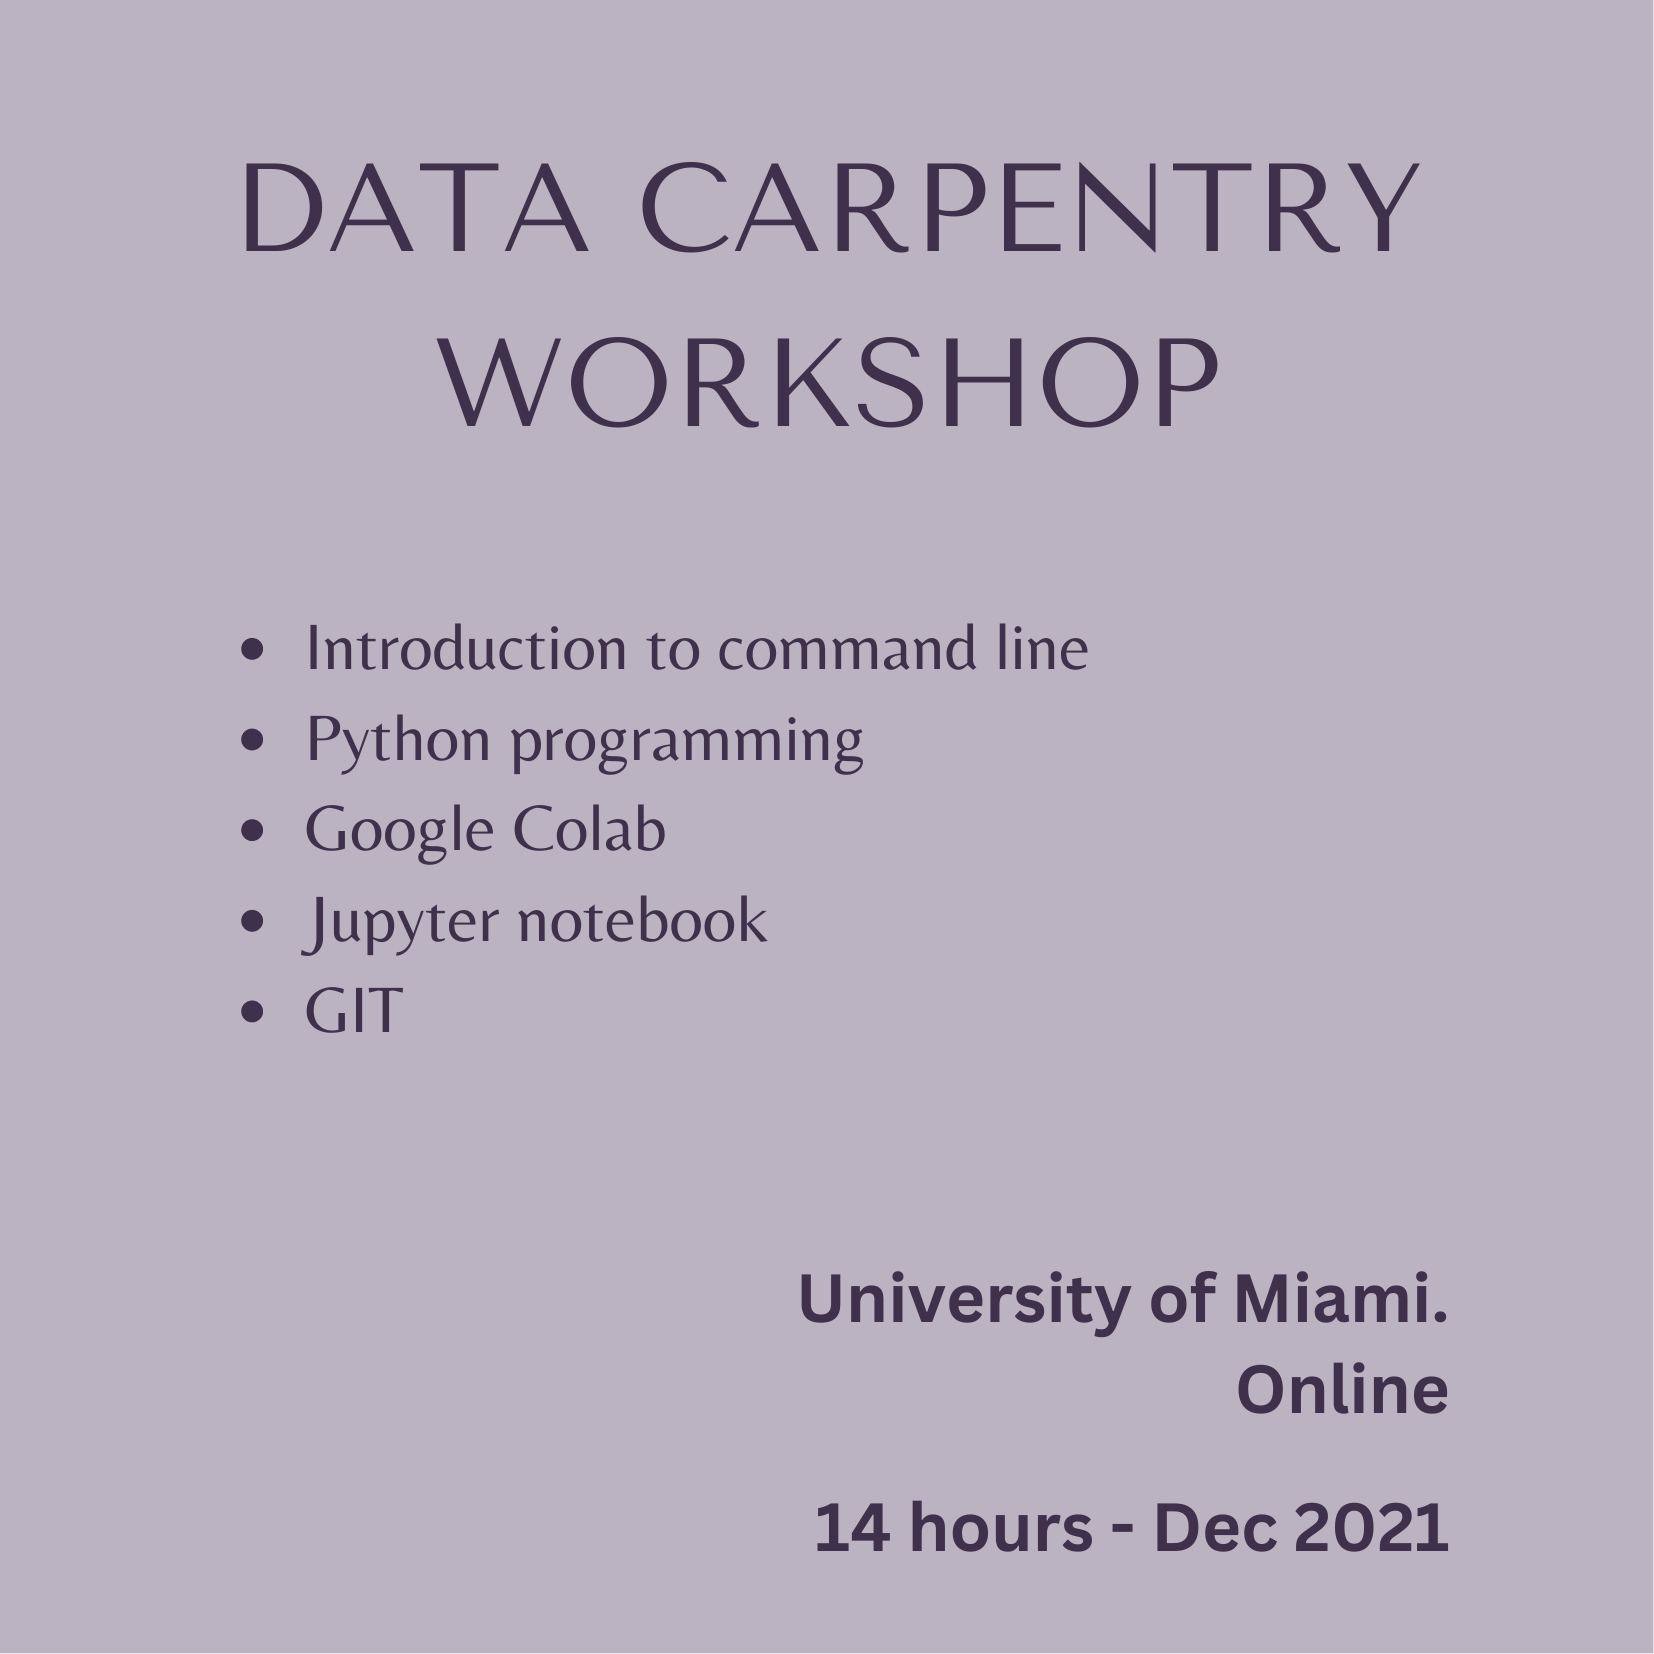 DATA CARPENTRY
WORKSHOP
• Introduction to command line
• Python programming
• Google Colab
• Jupyter notebook
• GIT
University of Miami.
Online
14 hours - Dec 2021